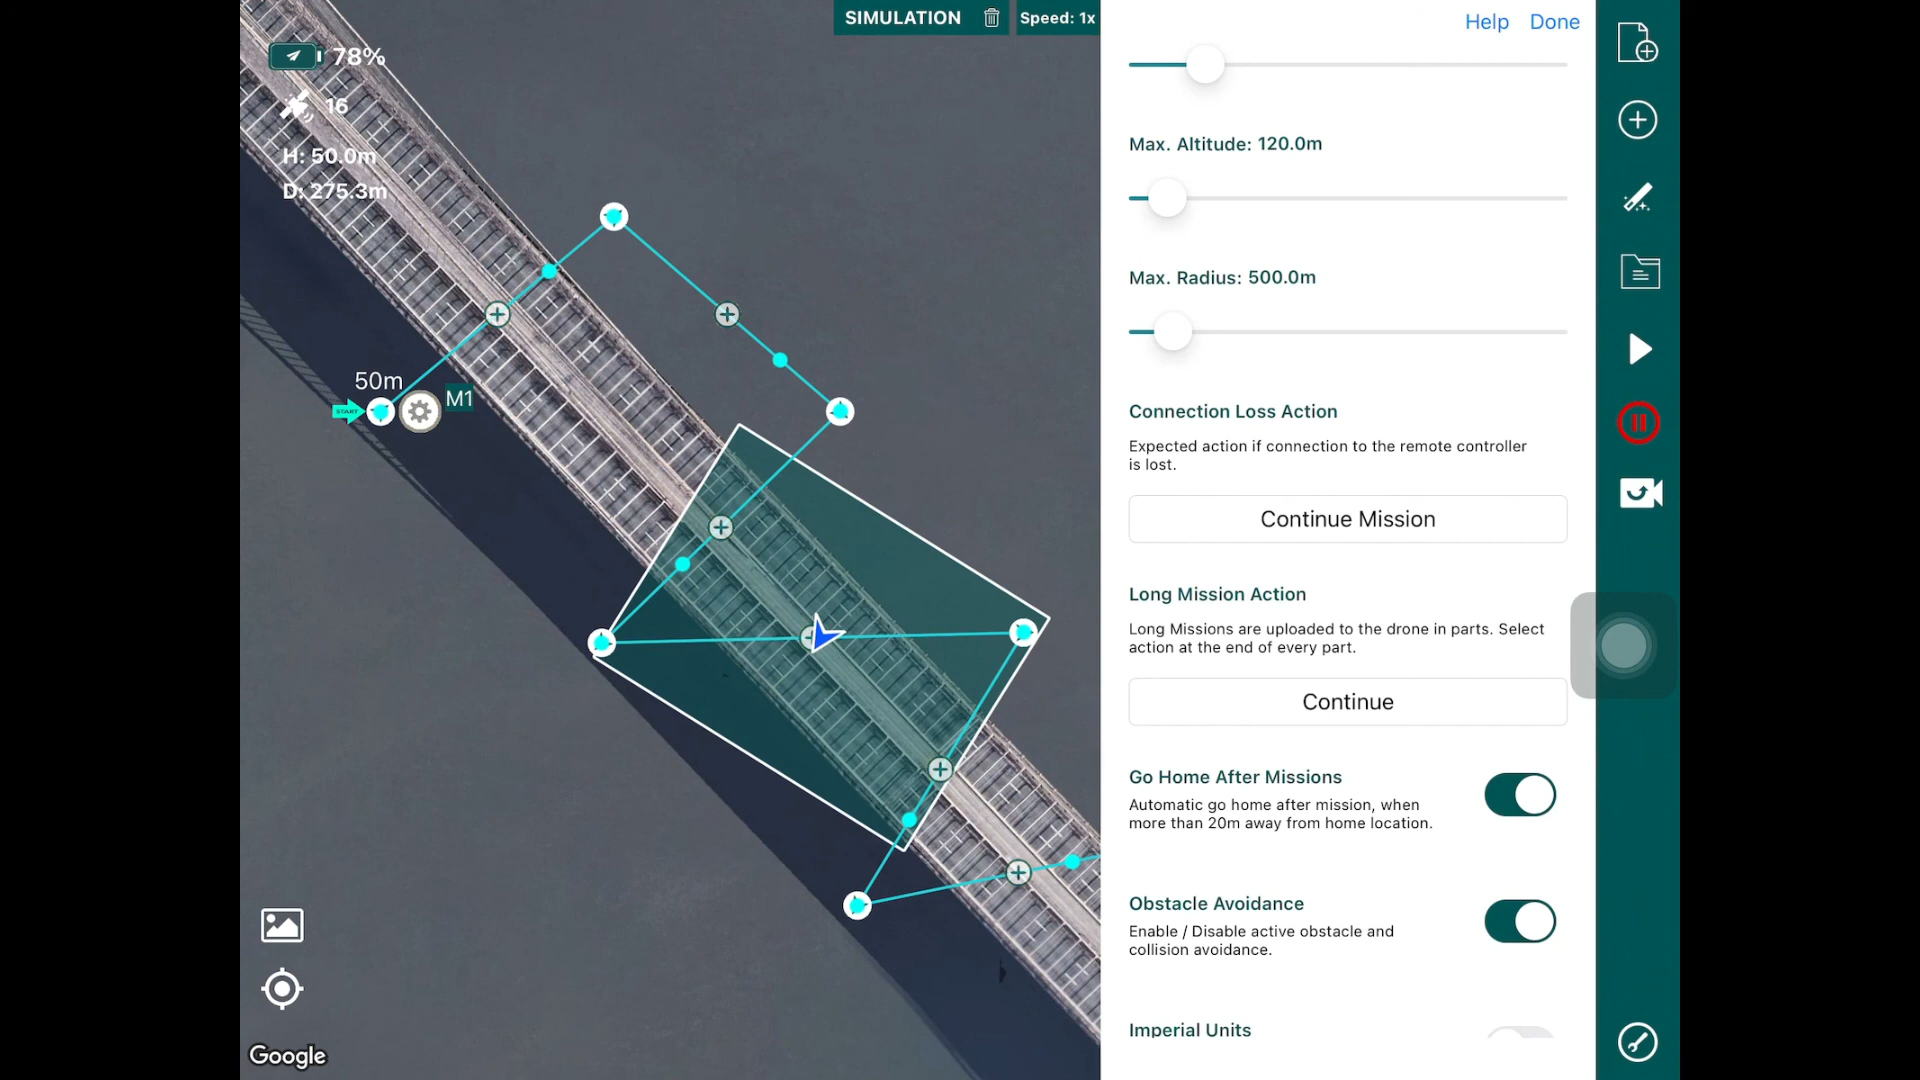 SIMULATION
Speed: 1x
78%
16
H: 50.0m
D: 275.3m
50m
START
M1
Google
Help
Done
Max. Altitude: 120.0m
Max. Radius: 500.0m
Connection Loss Action
Expected action if connection to the remote controller
is lost.
Continue Mission
Long Mission Action
Long Missions are uploaded to the drone in parts. Select
action at the end of every part.
Continue
Go Home After Missions
Automatic go home after mission, when
more than 20m away from home location.
Obstacle Avoidance
Enable / Disable active obstacle and
collision avoidance.
Imperial Units